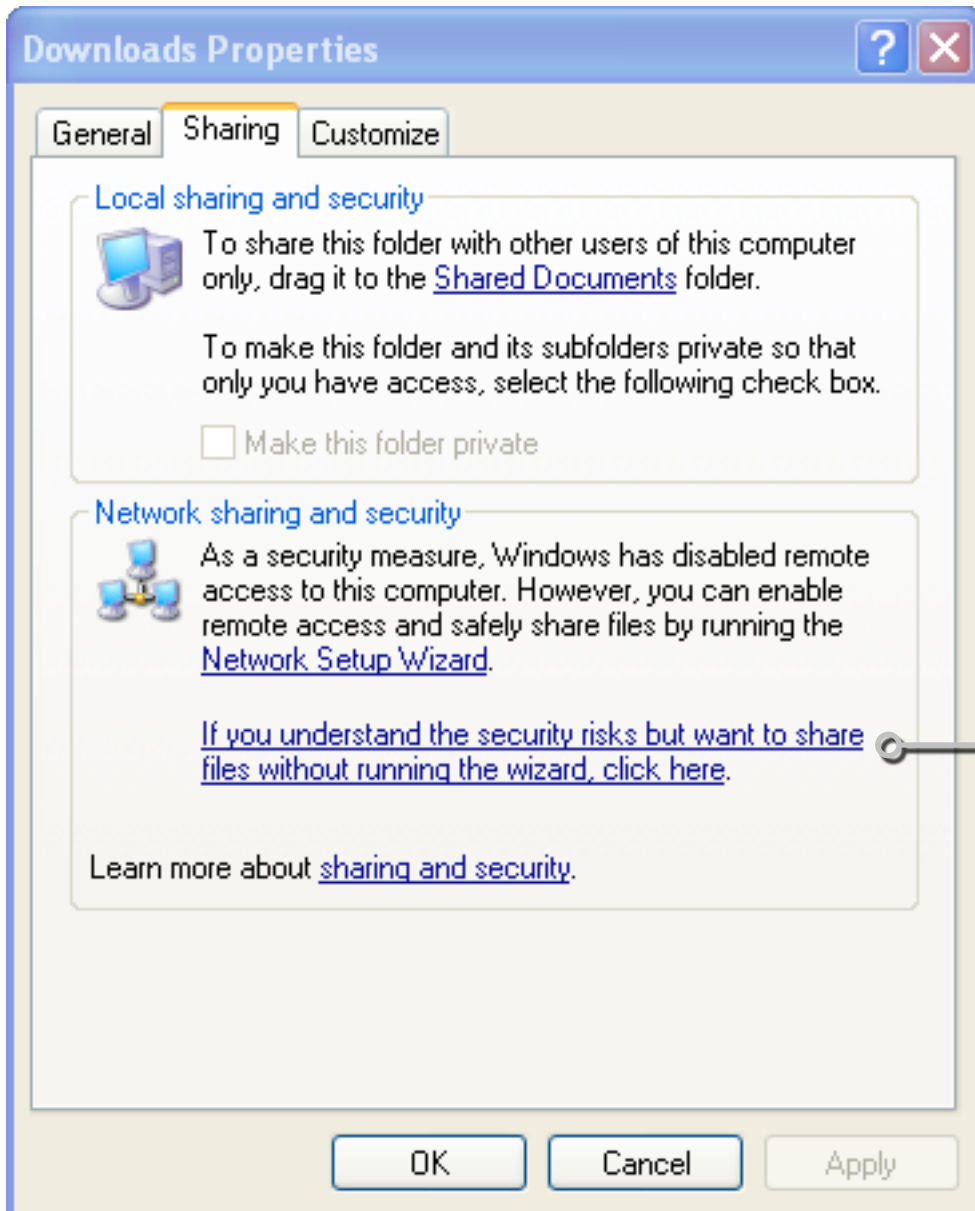 Downloads Properties
General Sharing Customize
Local sharing and security
To share this folder with other users of this computer
only, drag it to the Shared Documents folder.
To make this folder and its subfolders private so that
only you have access, select the following check box.
Make this folder private
Network sharing and security
As a security measure, Windows has disabled remote
access to this computer. However, you can enable
remote access and safely share files by running the
Network Setup Wizard.
If you understand the security risks but want to share
files without running the wizard, click here.
Learn more about sharing and security.
OK Cancel Apply